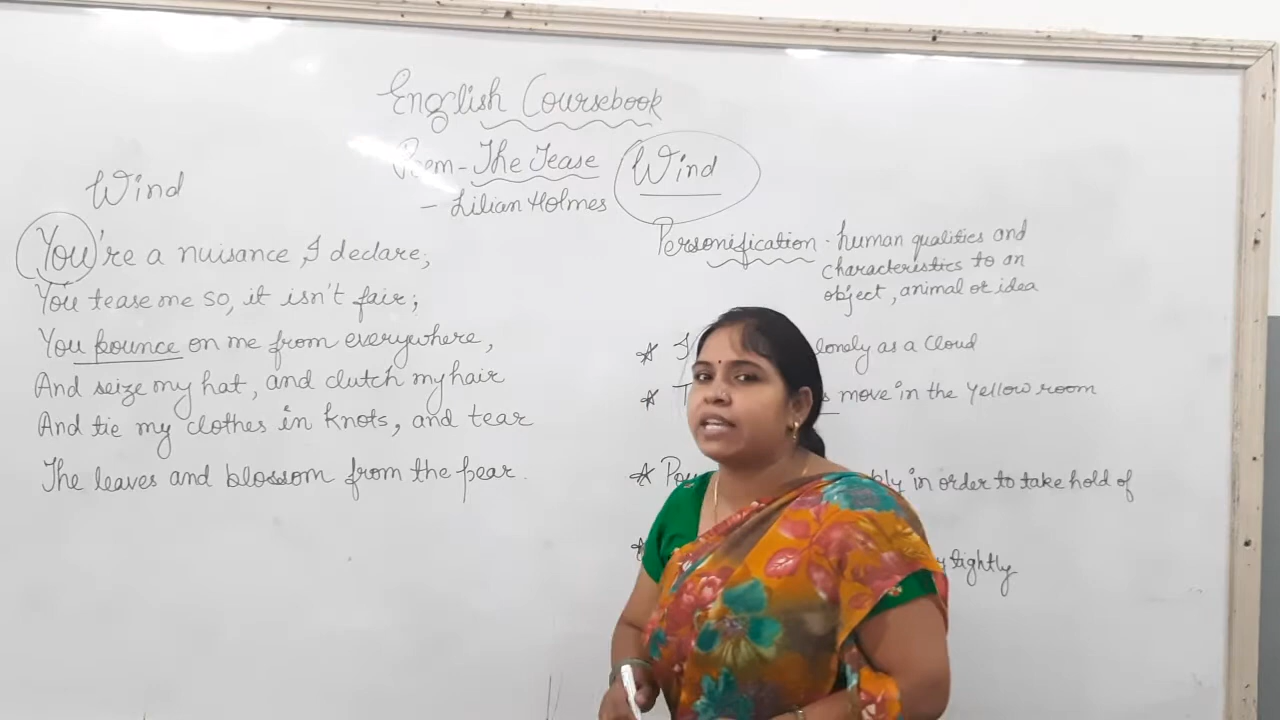 English Coursebook
Poem - The Tease
Wind
- Lilian Holmes
Wind
You're a nuisance, I declare;
You tease me so, it isn't fair;
You pounce on me from everywhere,
And seize my hat, and clutch my hair
And tie my clothes in knots, and tear
The leaves and blossom from the pear.
Personification - human qualities and
characteristics to an
object, animal or idea
* I lonely as a cloud
* move in the yellow room
* in order to take hold of
tightly